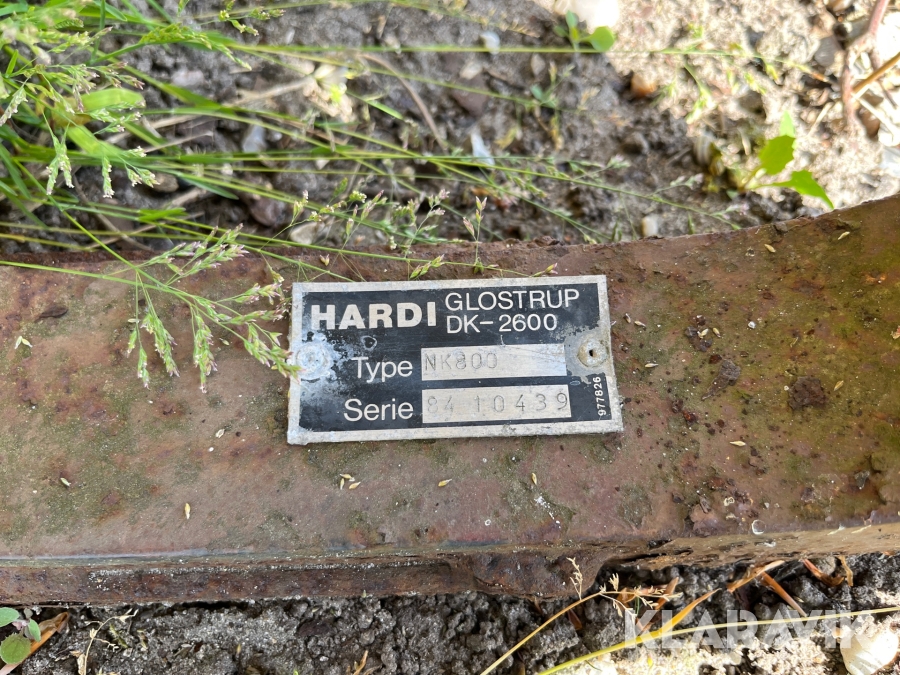 HARDI GLOSTRUP
DK-2600
Type NK800
Serie 84 10439
977826
KLARAVIK